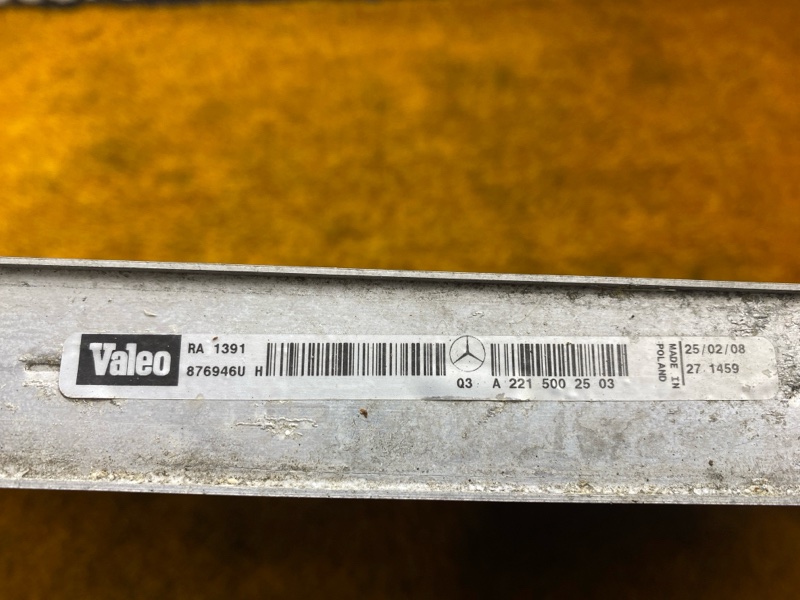 Valeo
RA 1391
876946U H
Q3 A 221 500 25 03
MADE IN
POLAND
25/02/08
27 1459